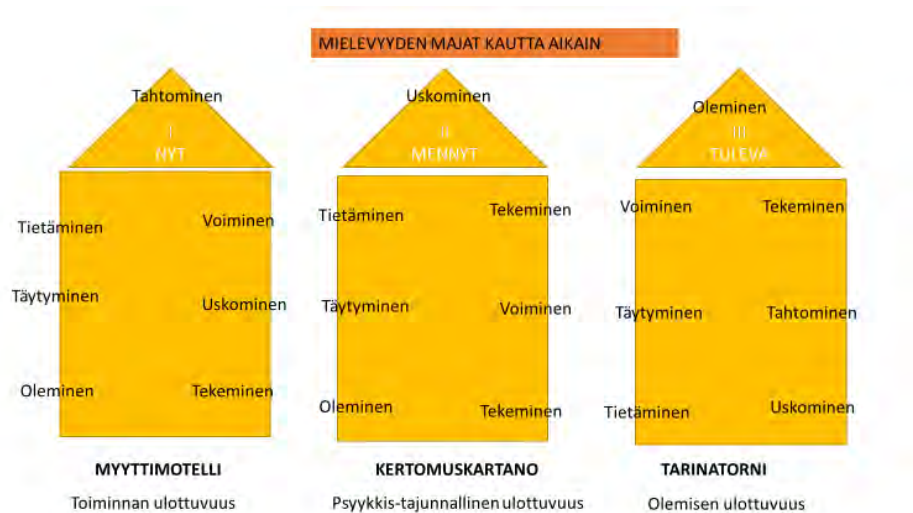 MIELEVYYDEN MAJAT KAUTTA AIKAIN
Tahtominen
I
NYT
Tietäminen
Voiminen
Täytyminen
Uskominen
Oleminen
Tekeminen
MYYTTIMOTELLI
Toiminnan ulottuvuus
Uskominen
II
MENNYT
Tietäminen
Tekeminen
Täytyminen
Voiminen
Oleminen
Tekeminen
KERTOMUSKARTANO
Psyykkis-tajunnallinen ulottuvuus
Oleminen
III
TULEVA
Voiminen
Tekeminen
Täytyminen
Tahtominen
Tietäminen
Uskominen
TARINATORNI
Olemisen ulottuvuus